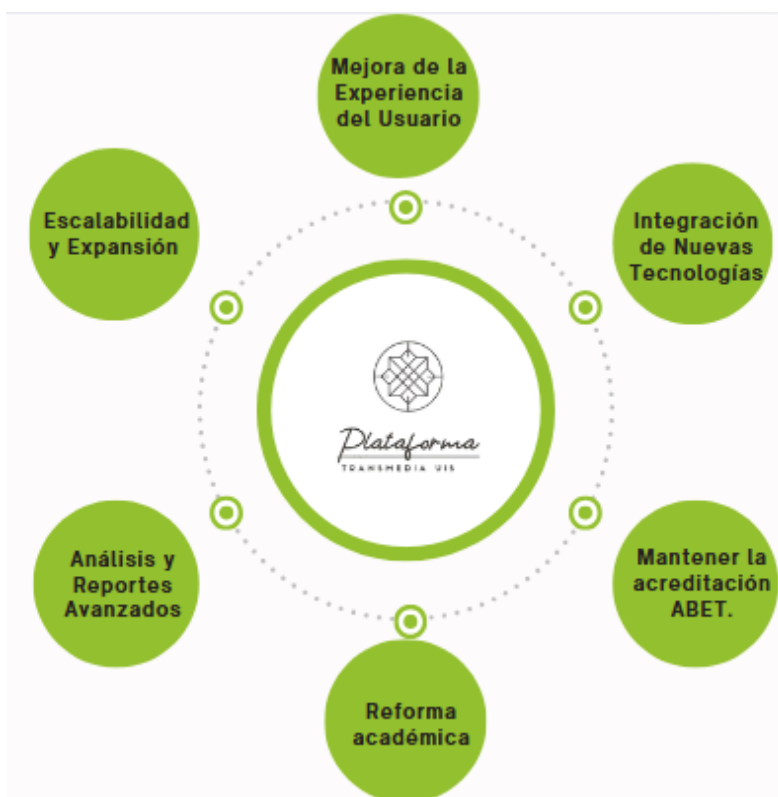 Mejora de la
Experiencia
del Usuario
Integración
de Nuevas
Tecnologías
Mantener la
acreditación
ABET.
Reforma
académica
Análisis y
Reportes
Avanzados
Escalabilidad
y Expansión
Plataforma
TRANSMEDIA UIS